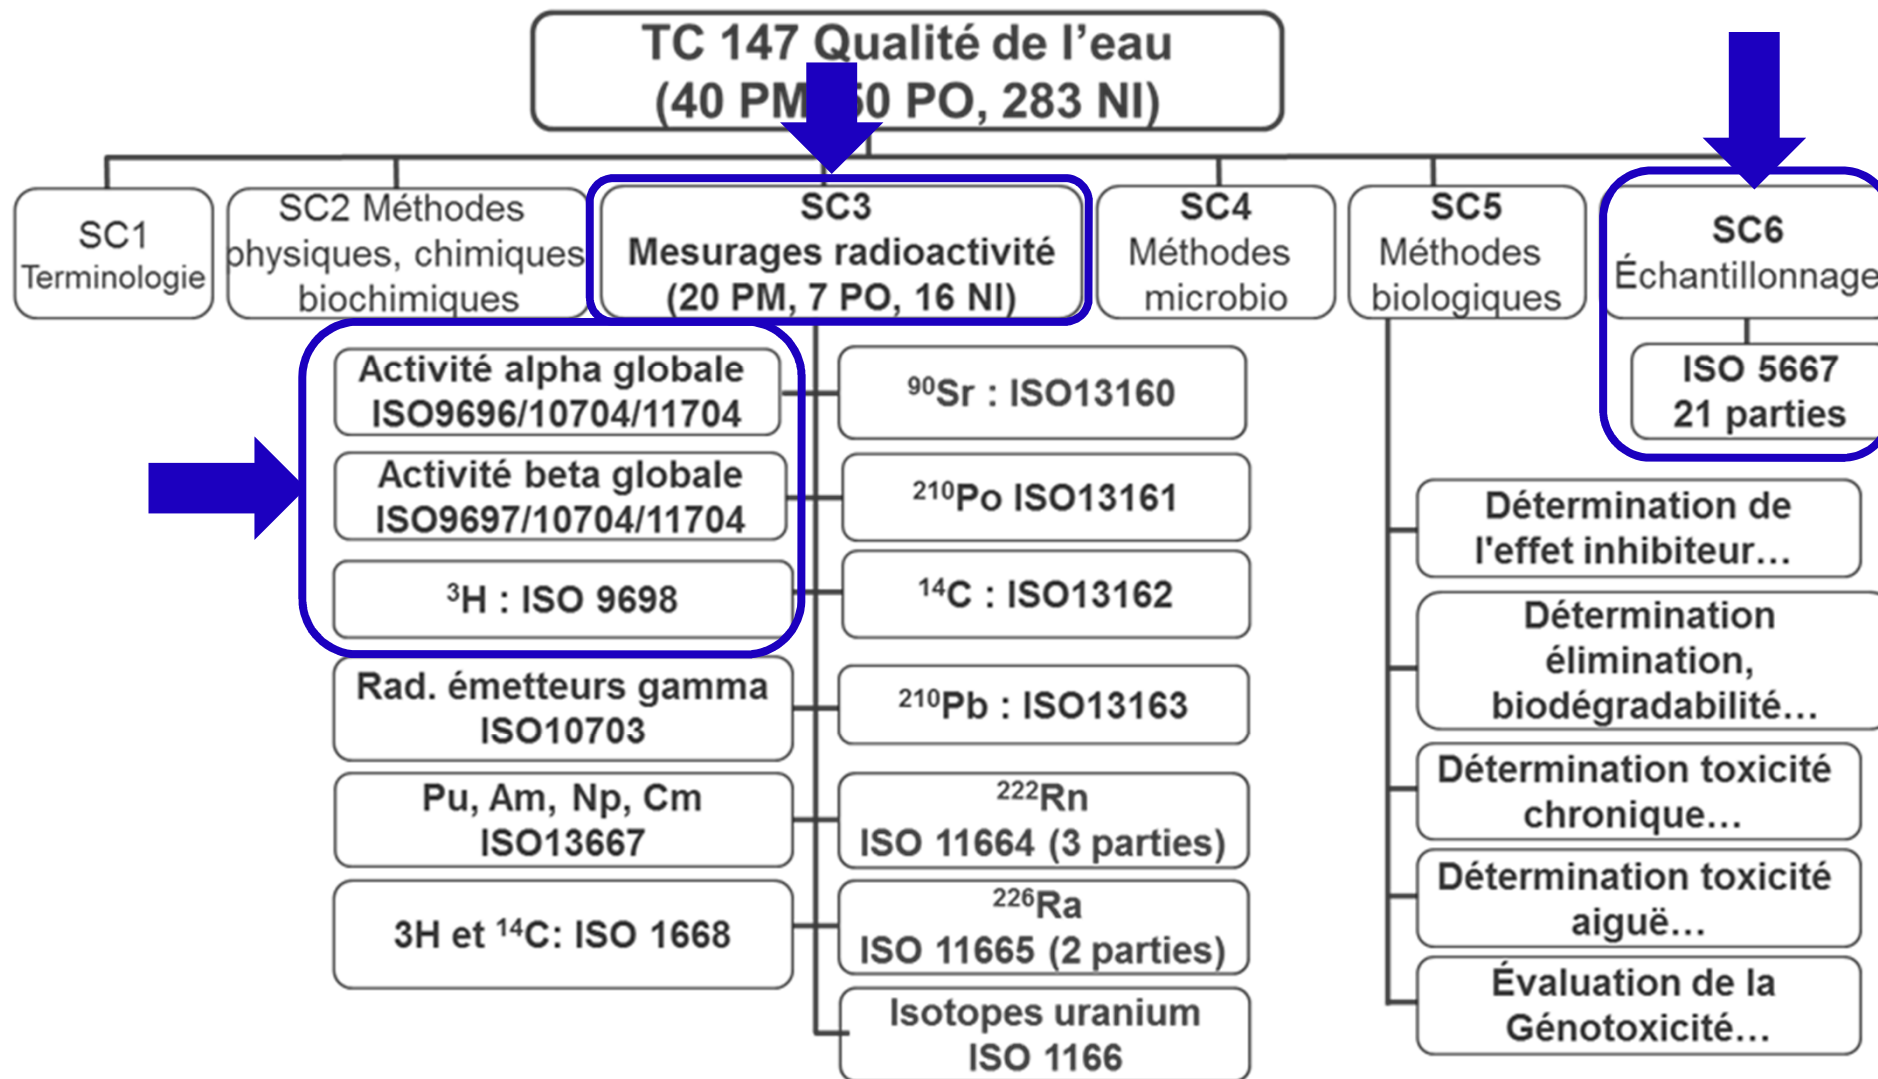 TC 147 Qualité de l’eau
(40 PM, 50 PO, 283 NI)
SC1
Terminologie
SC2 Méthodes
physiques, chimiques
biochimiques
SC3
Mesurages radioactivité
(20 PM, 7 PO, 16 NI)
SC4
Méthodes
microbio
SC5
Méthodes
biologiques
SC6
Échantillonnage
Activité alpha globale
ISO9696/10704/11704
Activité beta globale
ISO9697/10704/11704
³H : ISO 9698
Rad. émetteurs gamma
ISO10703
Pu, Am, Np, Cm
ISO13667
3H et ¹⁴C: ISO 1668
⁹⁰Sr : ISO13160
²¹⁰Po ISO13161
¹⁴C : ISO13162
²¹⁰Pb : ISO13163
²²²Rn
ISO 11664 (3 parties)
²²⁶Ra
ISO 11665 (2 parties)
Isotopes uranium
ISO 1166
Détermination de
l'effet inhibiteur…
Détermination
élimination,
biodégradabilité…
Détermination toxicité
chronique…
Détermination toxicité
aiguë…
Évaluation de la
Génotoxicité…
ISO 5667
21 parties